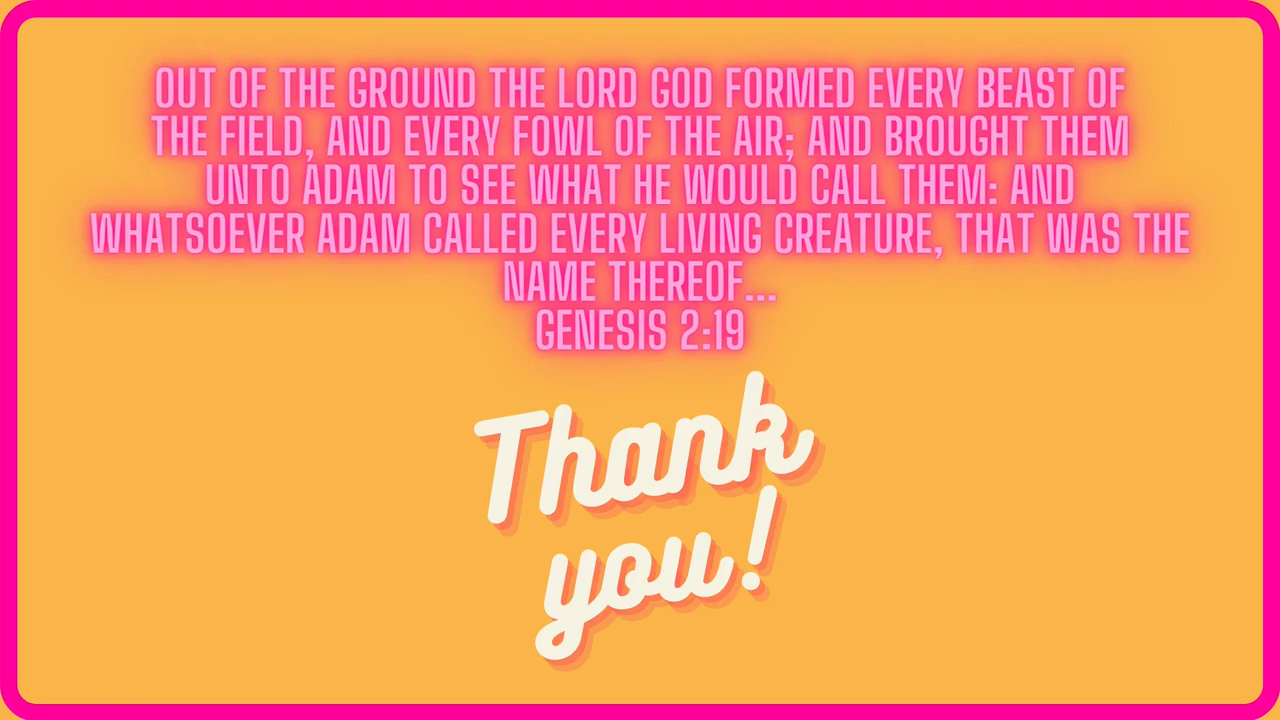 OUT OF THE GROUND THE LORD GOD FORMED EVERY BEAST OF
THE FIELD, AND EVERY FOWL OF THE AIR; AND BROUGHT THEM
UNTO ADAM TO SEE WHAT HE WOULD CALL THEM: AND
WHATSOEVER ADAM CALLED EVERY LIVING CREATURE, THAT WAS THE
NAME THEREOF...
GENESIS 2:19
Thank
you!